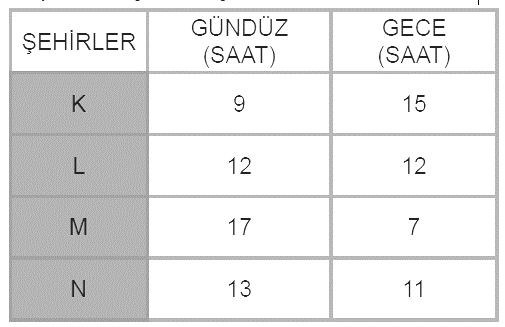 ŞEHİRLER GÜNDÜZ (SAAT) GECE (SAAT)
K 9 15
L 12 12
M 17 7
N 13 11